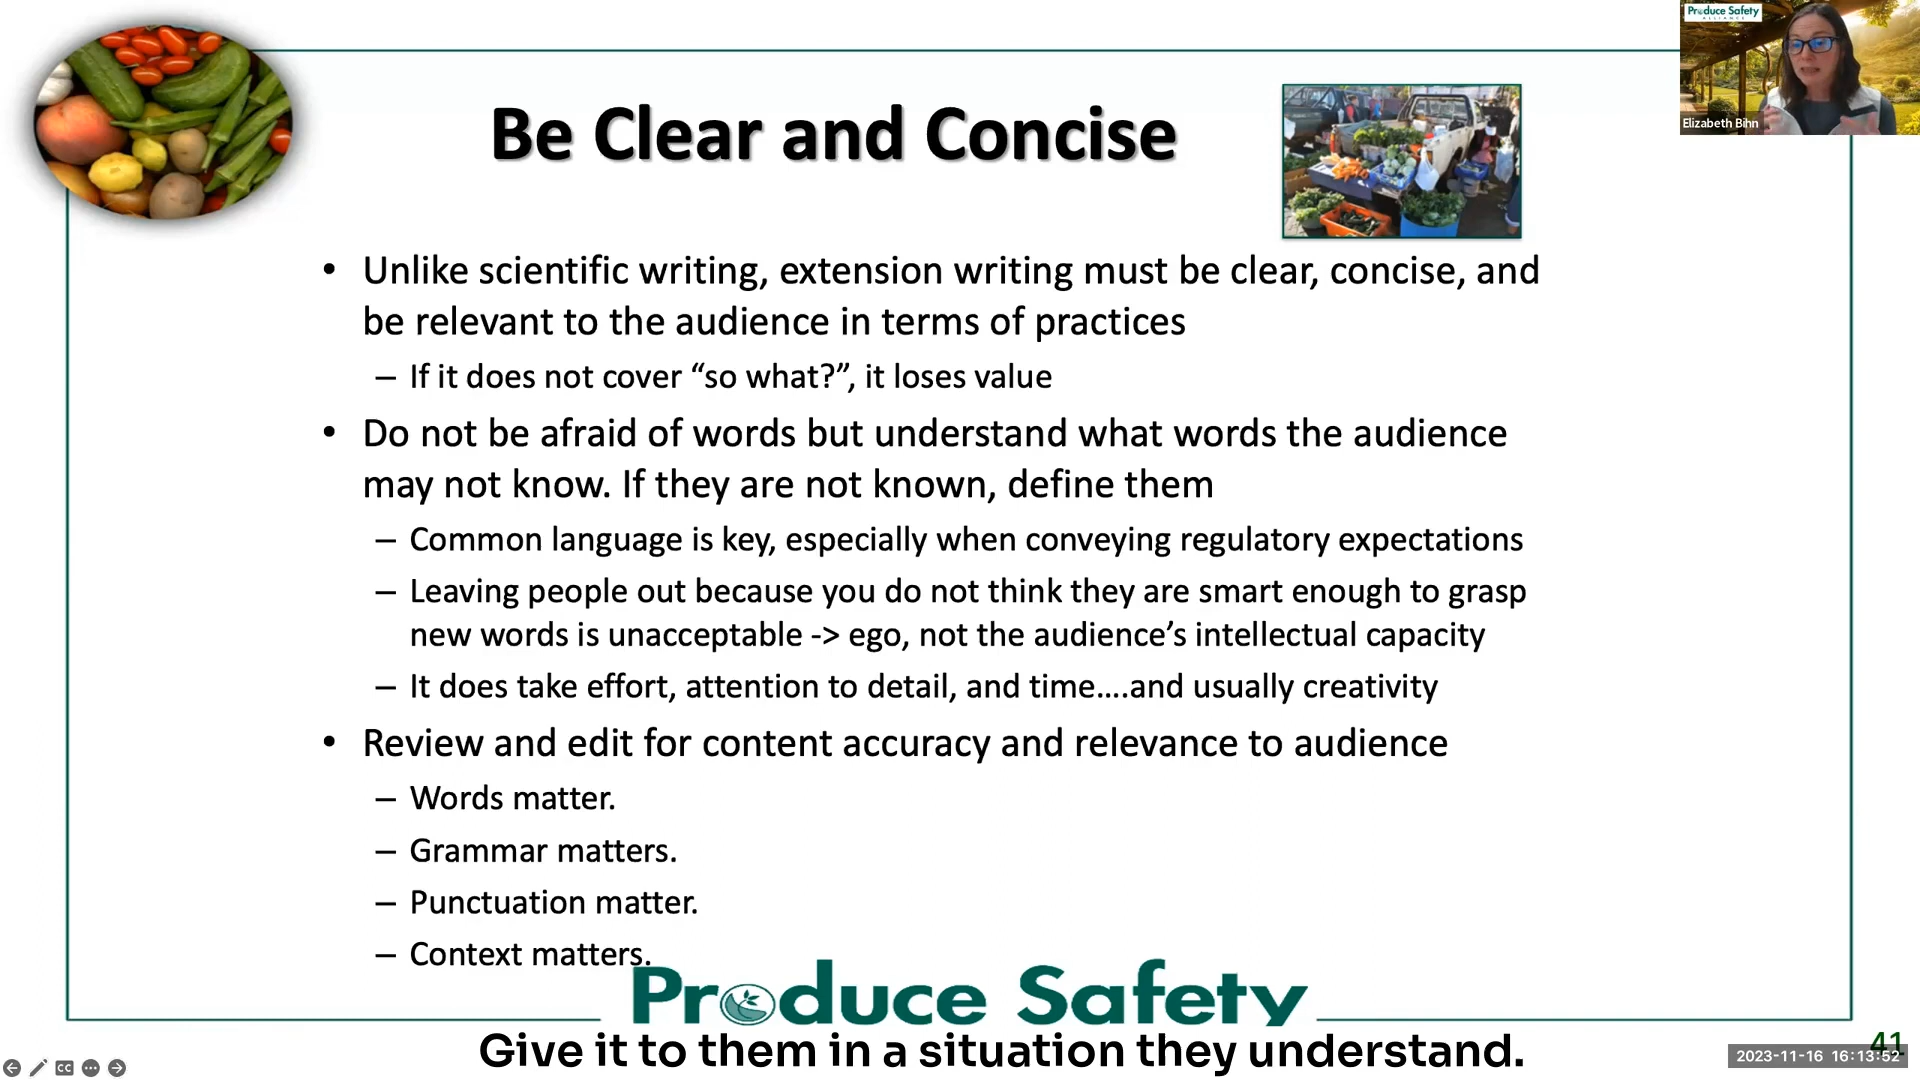 Produce Safety
ALLIANCE
Elizabeth Bihn
Be Clear and Concise
• Unlike scientific writing, extension writing must be clear, concise, and
be relevant to the audience in terms of practices
– If it does not cover “so what?”, it loses value
• Do not be afraid of words but understand what words the audience
may not know. If they are not known, define them
– Common language is key, especially when conveying regulatory expectations
– Leaving people out because you do not think they are smart enough to grasp
new words is unacceptable -> ego, not the audience’s intellectual capacity
– It does take effort, attention to detail, and time....and usually creativity
• Review and edit for content accuracy and relevance to audience
– Words matter.
– Grammar matters.
– Punctuation matter.
– Context matters.
Produce Safety
Give it to them in a situation they understand.
41
2023-11-16 16:13:52
CC